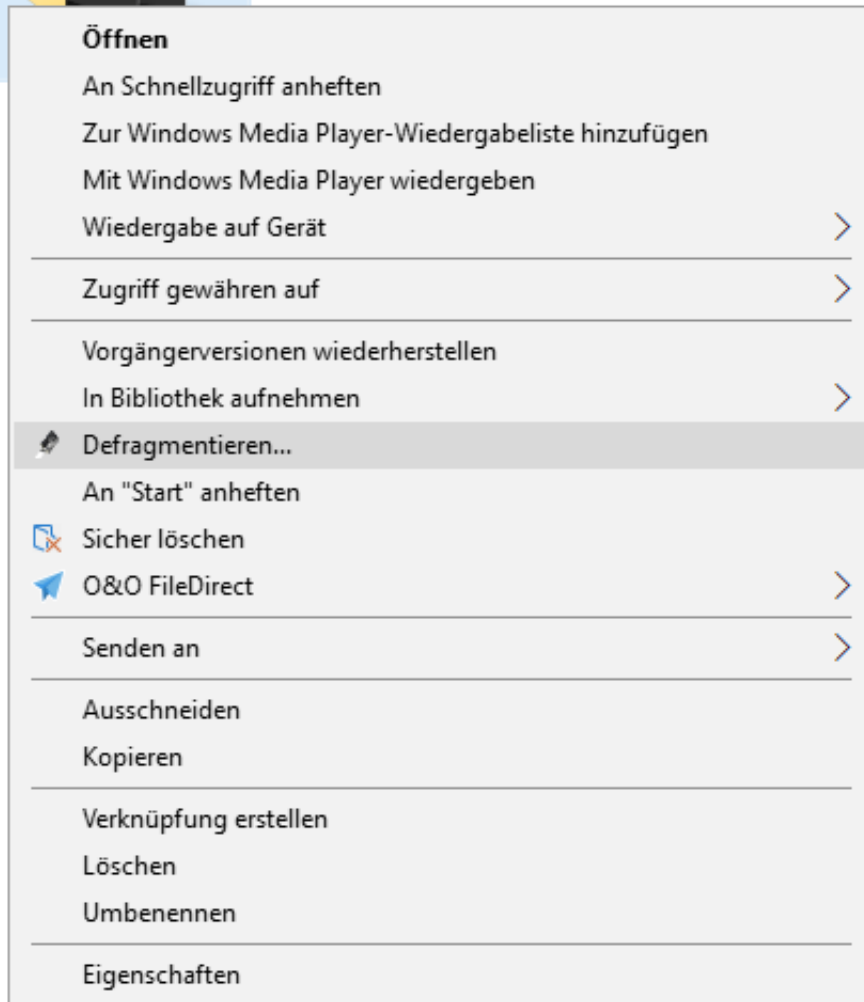 Öffnen
An Schnellzugriff anheften
Zur Windows Media Player-Wiedergabeliste hinzufügen
Mit Windows Media Player wiedergeben
Wiedergabe auf Gerät
Zugriff gewähren auf
Vorgängerversionen wiederherstellen
In Bibliothek aufnehmen
Defragmentieren...
An "Start" anheften
Sicher löschen
O&O FileDirect
Senden an
Ausschneiden
Kopieren
Verknüpfung erstellen
Löschen
Umbenennen
Eigenschaften